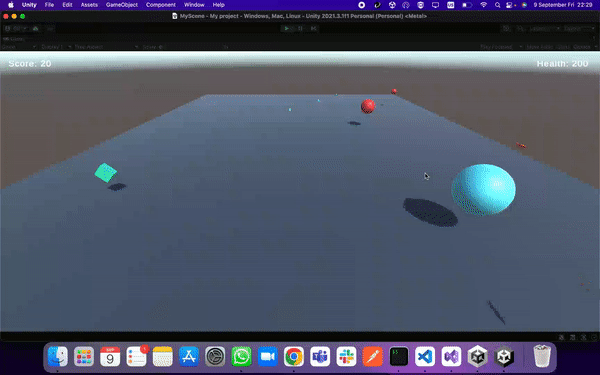 Unity File Edit Assets GameObject Component Window Help 9 September Fri 22:29
MyScene - My project - Windows, Mac, Linux - Unity 2021.3.1f1 Personal (Personal) <Metal>
Score: 20 Health: 200
SEP
9